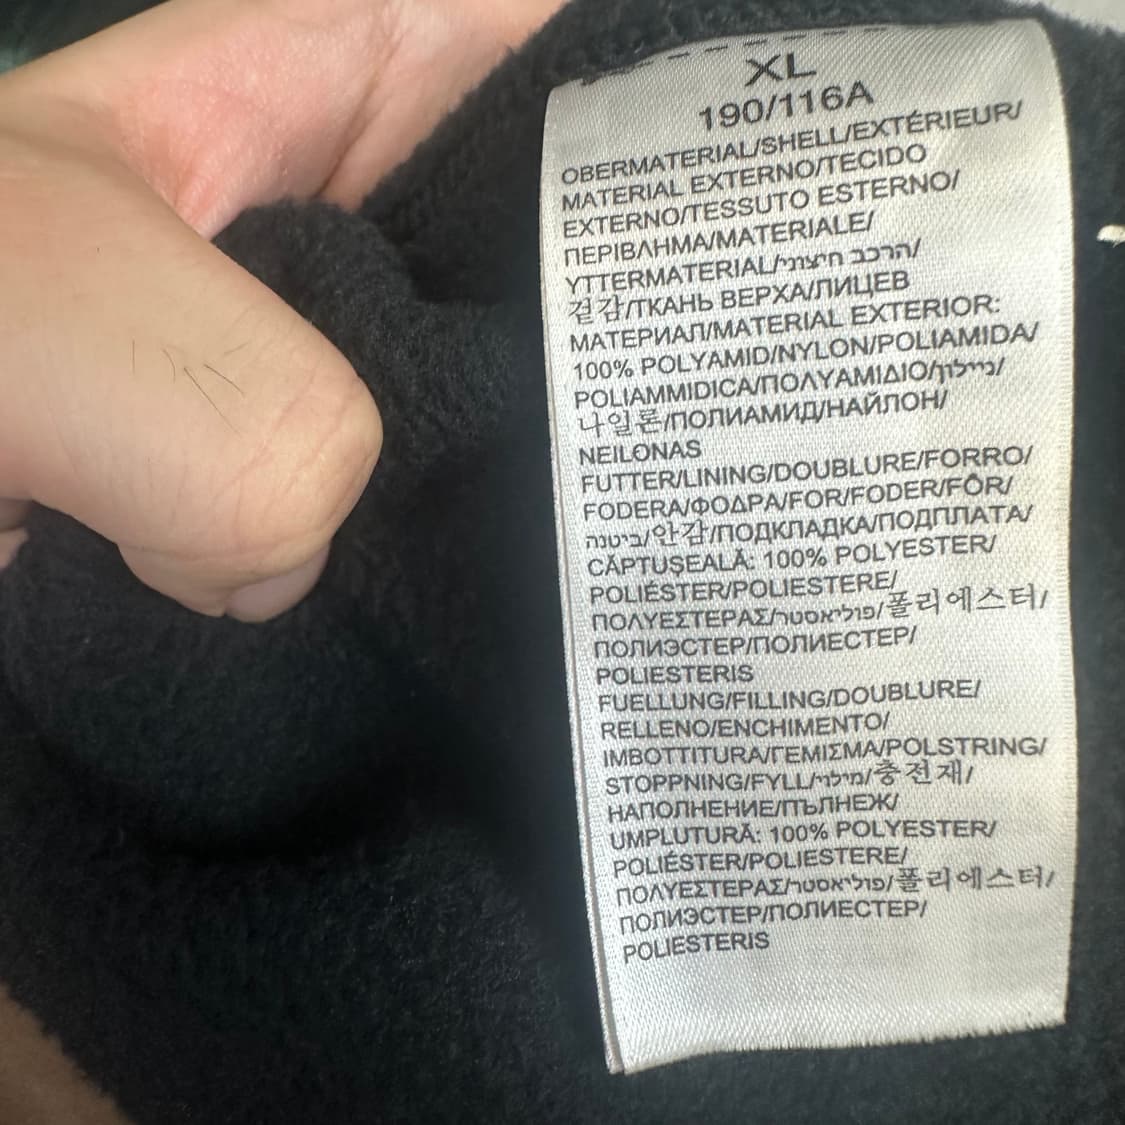 XL
190/116A
OBERMATERIAL/SHELL/EXTÉRIEUR/
MATERIAL EXTERNO/TECIDO
EXTERNO/TESSUTO ESTERNO/
ΠΕΡΙΒΛΗΜΑ/MATERIALE/
YTTERMATERIAL/הרכב חיצוני/
겉감/ТКАНЬ ВЕРХА/ЛИЦЕВ
МАТЕРИАЛ/MATERIAL EXTERIOR:
100% POLYAMID/NYLON/POLIAMIDA/
POLIAMMIDICA/ΠΟΛΥΑΜΙΔΙΟ/ניילון/
나일론/ПОЛИАМИД/НАЙЛОН/
NEILONAS
FUTTER/LINING/DOUBLURE/FORRO/
FODERA/ΦΟΔΡΑ/FOR/FODER/FÔR/
ביטנה/안감/ПОДКЛАДКА/ПОДПЛАТА/
CĂPTUȘEALĂ: 100% POLYESTER/
POLIÉSTER/POLIESTERE/
ΠΟΛΥΕΣΤΕΡΑΣ/פוליאסטר/폴리에스터/
ПОЛИЭСТЕР/ПОЛИЕСТЕР/
POLIESTERIS
FUELLUNG/FILLING/DOUBLURE/
RELLENO/ENCHIMENTO/
IMBOTTITURA/ΓΕΜΙΣΜΑ/POLSTRING/
STOPPNING/FYLL/מילוי/충전재/
НАПОЛНЕНИЕ/ПЪЛНЕЖ/
UMPLUTURĂ: 100% POLYESTER/
POLIÉSTER/POLIESTERE/
ΠΟΛΥΕΣΤΕΡΑΣ/פוליאסטר/폴리에스터/
ПОЛИЭСТЕР/ПОЛИЕСТЕР/
POLIESTERIS